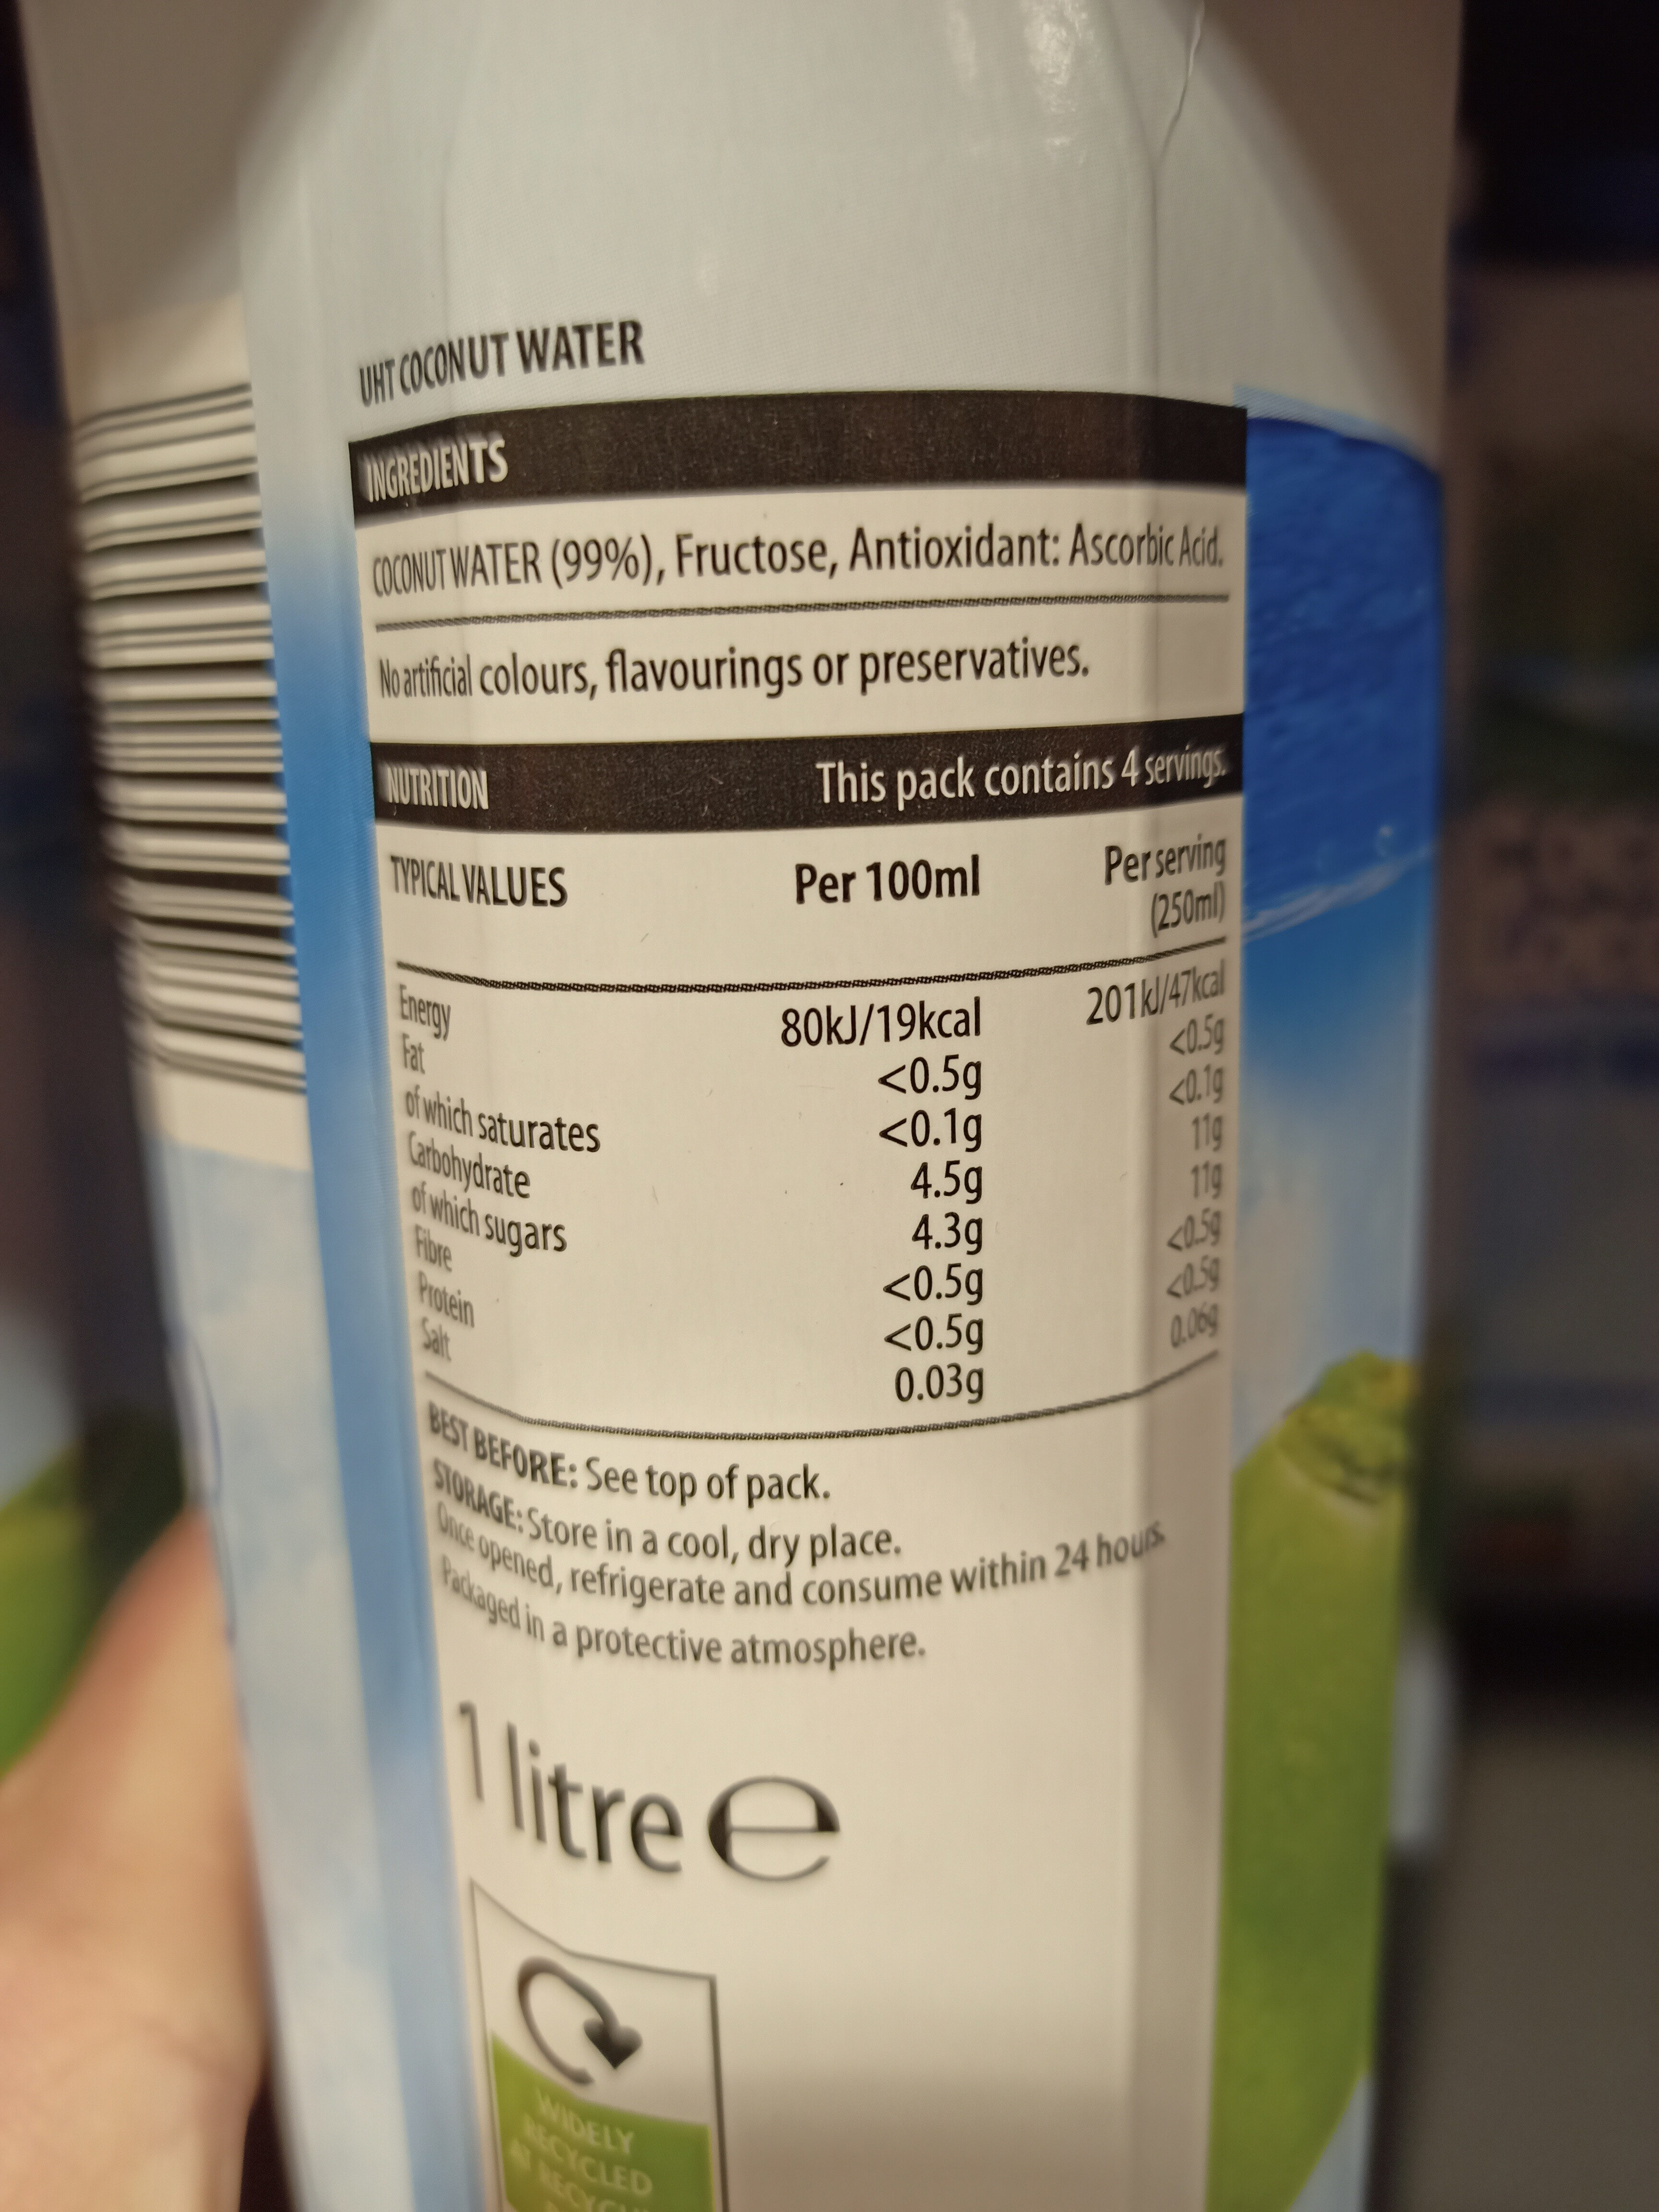 UHT COCONUT WATER
INGREDIENTS
COCONUT WATER (99%), Fructose, Antioxidant: Ascorbic Acid.
No artificial colours, flavourings or preservatives.
NUTRITION This pack contains 4 servings.
TYPICAL VALUES Per 100ml Per serving
(250ml)
Energy 80kJ/19kcal 201kJ/47kcal
Fat <0.5g <0.5g
of which saturates <0.1g <0.1g
Carbohydrate 4.5g 11g
of which sugars 4.3g 11g
Fibre <0.5g <0.5g
Protein <0.5g <0.5g
Salt 0.03g 0.06g
BEST BEFORE: See top of pack.
STORAGE: Store in a cool, dry place.
Once opened, refrigerate and consume within 24 hours.
Packaged in a protective atmosphere.
1 litre e
WIDELY
RECYCLED
AT